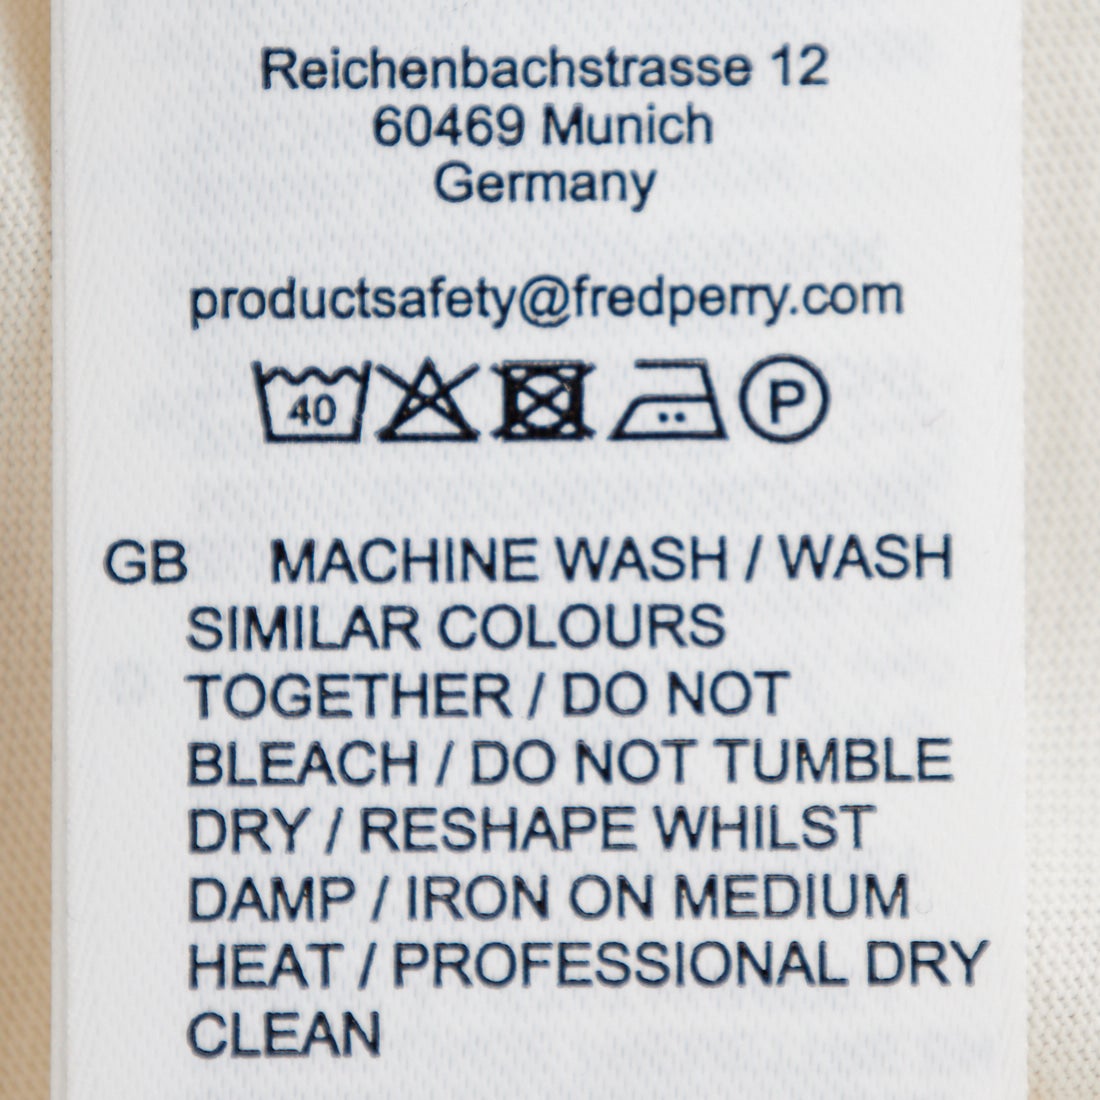 Reichenbachstrasse 12
60469 Munich
Germany
productsafety@fredperry.com
40 P
GB MACHINE WASH / WASH
SIMILAR COLOURS
TOGETHER / DO NOT
BLEACH / DO NOT TUMBLE
DRY / RESHAPE WHILST
DAMP / IRON ON MEDIUM
HEAT / PROFESSIONAL DRY
CLEAN